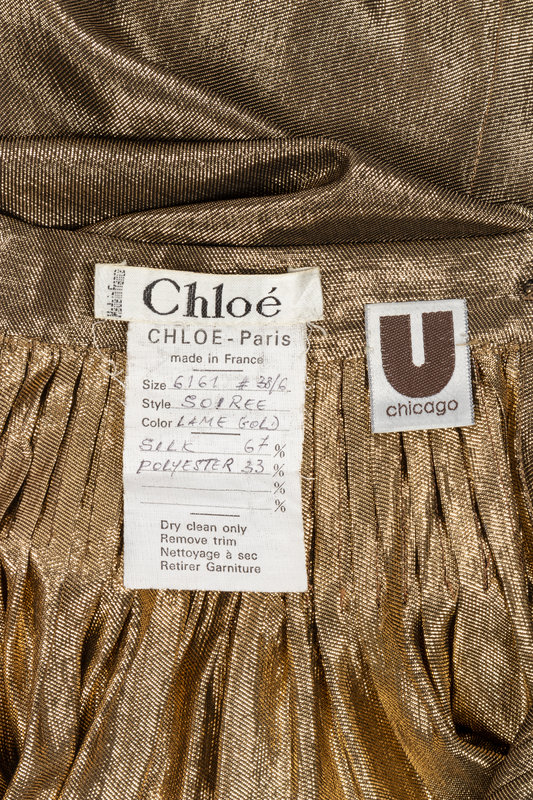 Made in France
Chloé
CHLOE - Paris
made in France
Size 6161 # 38/6
Style SOIREE
Color LAME GOLD
SILK 67 %
POLYESTER 33 %
%
%
Dry clean only
Remove trim
Nettoyage à sec
Retirer Garniture
U
chicago